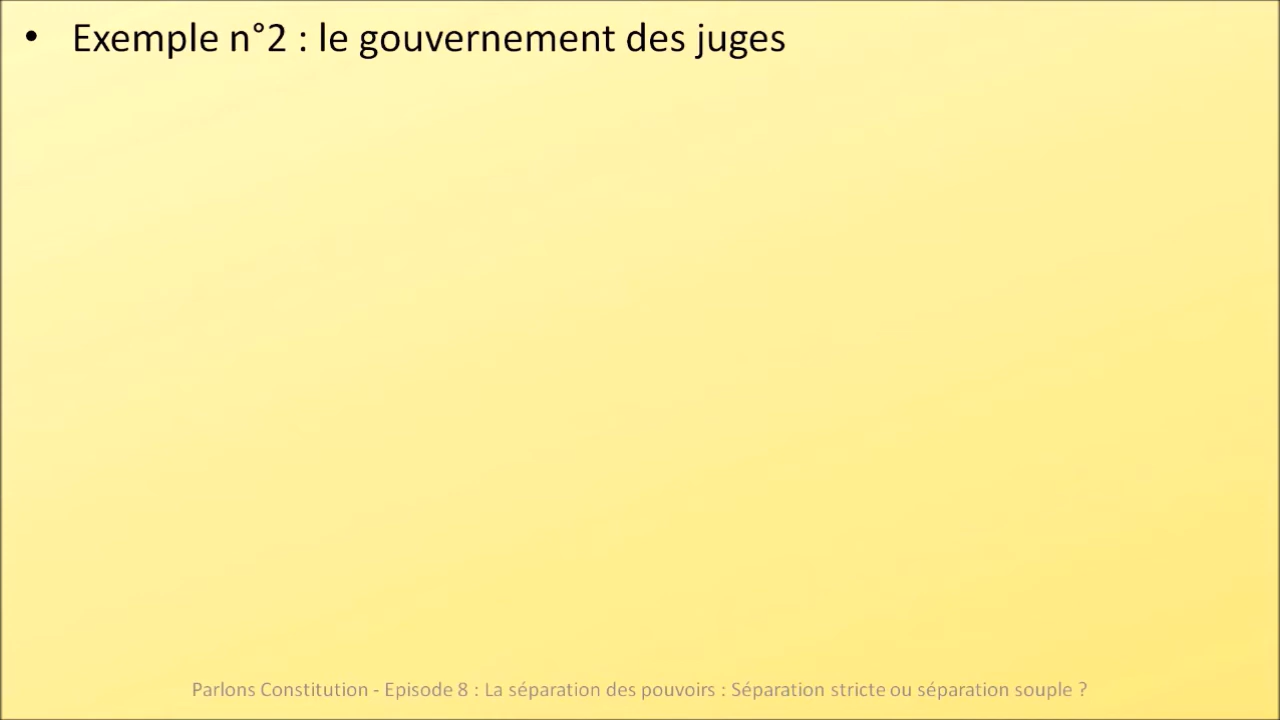 • Exemple n°2 : le gouvernement des juges
Parlons Constitution - Episode 8 : La séparation des pouvoirs : Séparation stricte ou séparation souple ?